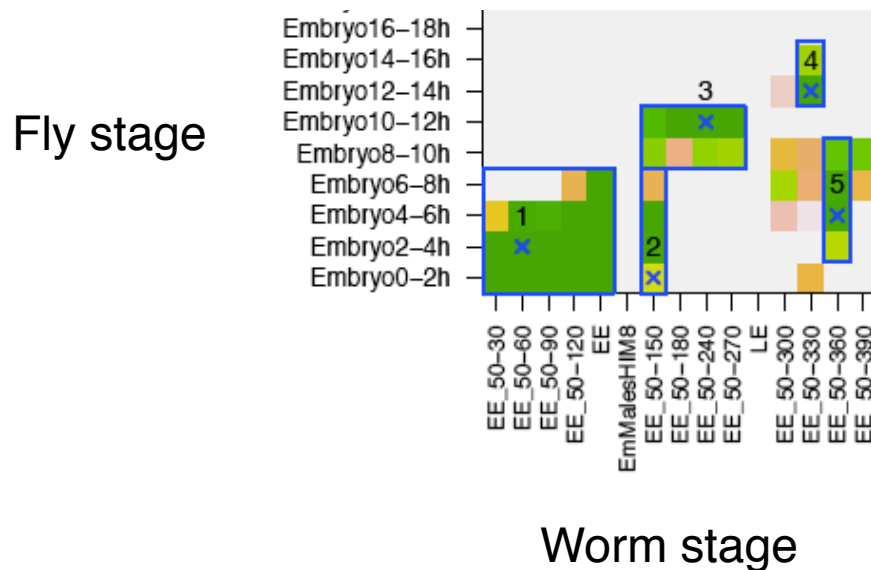 Embryo16−18h
Embryo14−16h
Embryo12−14h
Embryo10−12h
Embryo8−10h
Embryo6−8h
Embryo4−6h
Embryo2−4h
Embryo0−2h
Fly stage
4
3
5
1
2
EE_50−30
EE_50−60
EE_50−90
EE_50−120
EE
EmMalesHIM8
EE_50−150
EE_50−180
EE_50−240
EE_50−270
LE
EE_50−300
EE_50−330
EE_50−360
EE_50−390
Worm stage